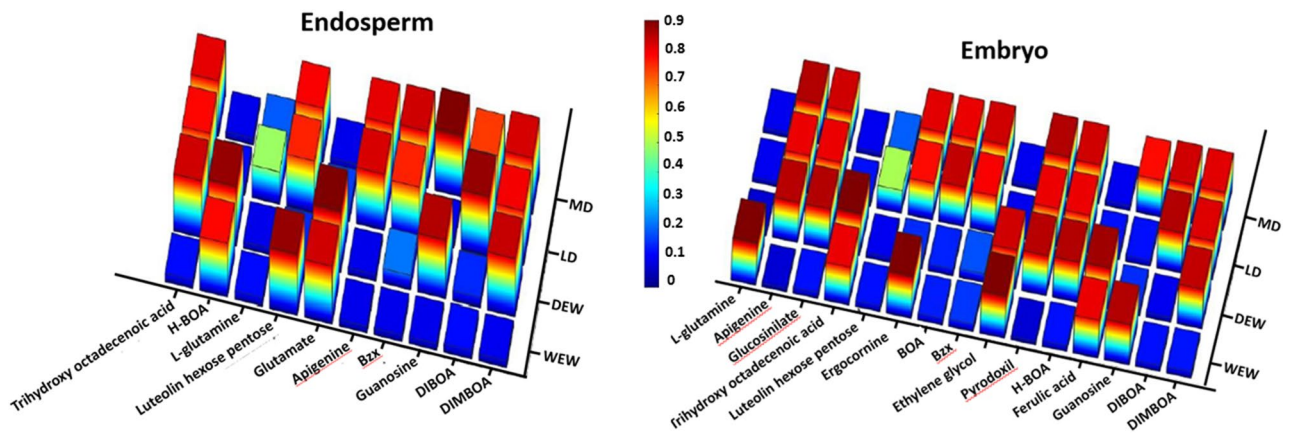 Endosperm
MD
LD
DEW
WEW
Trihydroxy octadecenoic acid
H-BOA
L-glutamine
Luteolin hexose pentose
Glutamate
Apigenine
Bzx
Guanosine
DIBOA
DIMBOA
0.9
0.8
0.7
0.6
0.5
0.4
0.3
0.2
0.1
0
Embryo
MD
LD
DEW
WEW
L-glutamine
Apigenine
Glucosinilate
Trihydroxy octadecenoic acid
Luteolin hexose pentose
Ergocornine
BOA
Bzx
Ethylene glycol
Pyrodoxil
H-BOA
Ferulic acid
Guanosine
DIBOA
DIMBOA